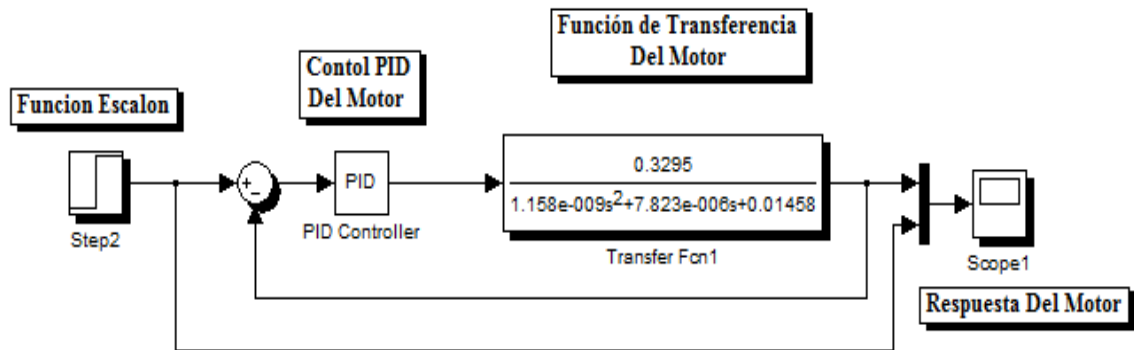 Función de Transferencia
Del Motor
Contol PID
Del Motor
Funcion Escalon
Step2
+
−
PID
PID Controller
0.3295
1.158e-009s²+7.823e-006s+0.01458
Transfer Fcn1
Scope1
Respuesta Del Motor